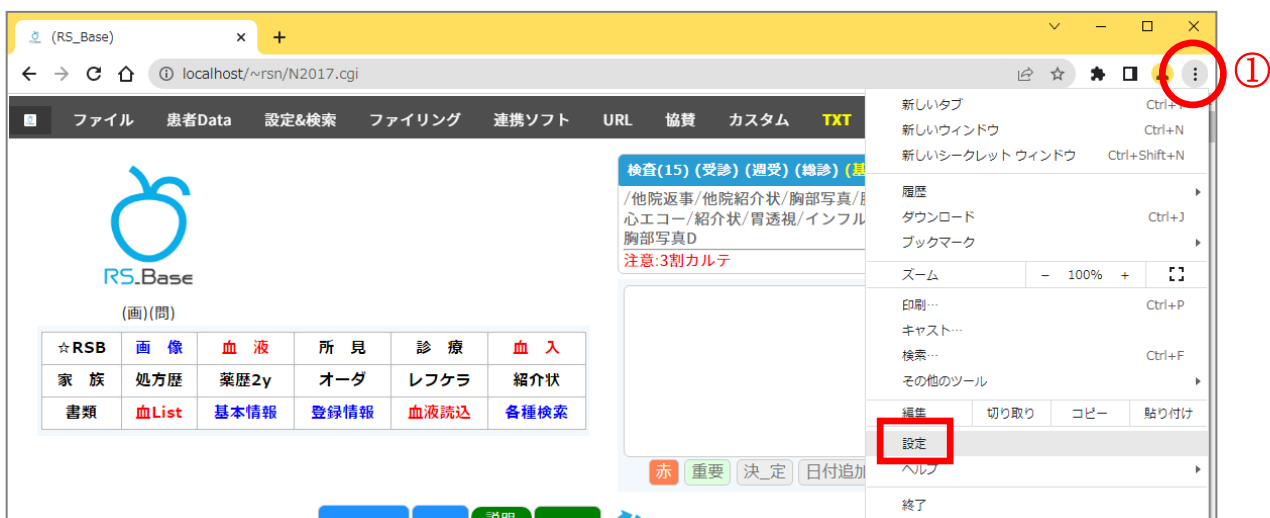 (RS_Base)
localhost/~rsn/N2017.cgi
①
ファイル 患者Data 設定&検索 ファイリング 連携ソフト URL 協賛 カスタム TXT
RS_Base
(画)(問)
☆RSB 画 像 血 液 所 見 診 療 血 入
家 族 処方歴 薬歴2y オーダ レフケラ 紹介状
書類 血List 基本情報 登録情報 血液読込 各種検索
検査(15) (受診) (週受) (総診)
/他院返事/他院紹介状/胸部写真/
心エコー/紹介状/胃透視/インフル
胸部写真D
注意:3割カルテ
赤 重要 決_定 日付追加
説明
新しいタブ
新しいウィンドウ Ctrl+N
新しいシークレット ウィンドウ Ctrl+Shift+N
履歴
ダウンロード Ctrl+J
ブックマーク
ズーム － 100% ＋
印刷… Ctrl+P
キャスト…
検索… Ctrl+F
その他のツール
編集 切り取り コピー 貼り付け
設定
ヘルプ
終了